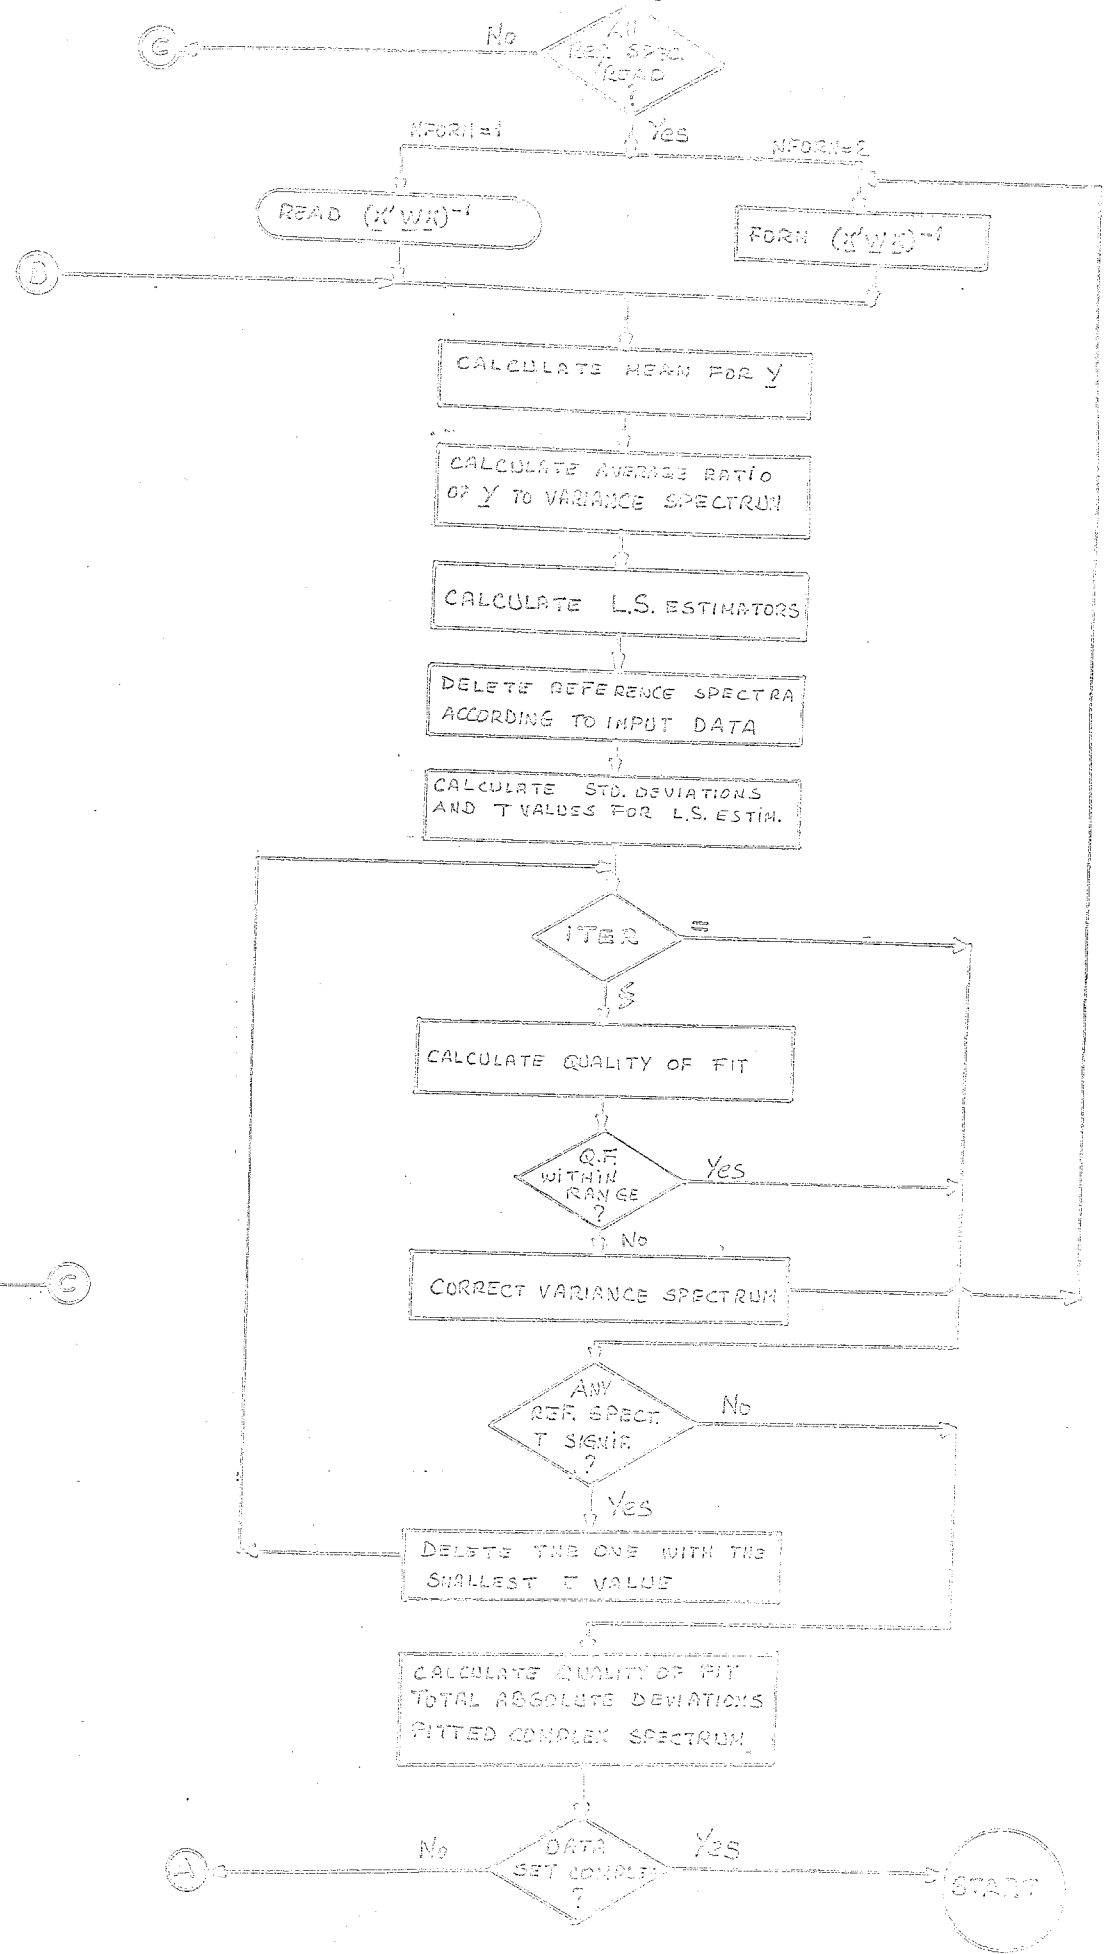 No
All
REF. SPEC.
READ
?
Yes
NFORM=1
NFORM=2
READ (X'WX)⁻¹
FORM (X'WX)⁻¹
D
CALCULATE MEAN FOR Y
CALCULATE AVERAGE RATIO
OF Y TO VARIANCE SPECTRUM
CALCULATE L.S. ESTIMATORS
DELETE REFERENCE SPECTRA
ACCORDING TO INPUT DATA
CALCULATE STD. DEVIATIONS
AND T VALUES FOR L.S. ESTIM.
ITER
=
CALCULATE QUALITY OF FIT
Q.F.
WITHIN
RANGE
?
Yes
No
C
CORRECT VARIANCE SPECTRUM
ANY
REF. SPECT.
T SIGNIF.
?
No
Yes
DELETE THE ONE WITH THE
SMALLEST T VALUE
CALCULATE QUALITY OF FIT
TOTAL ABSOLUTE DEVIATIONS
FITTED COMPLEX SPECTRUM
DATA
SET COMPLE
?
No
Yes
A
START